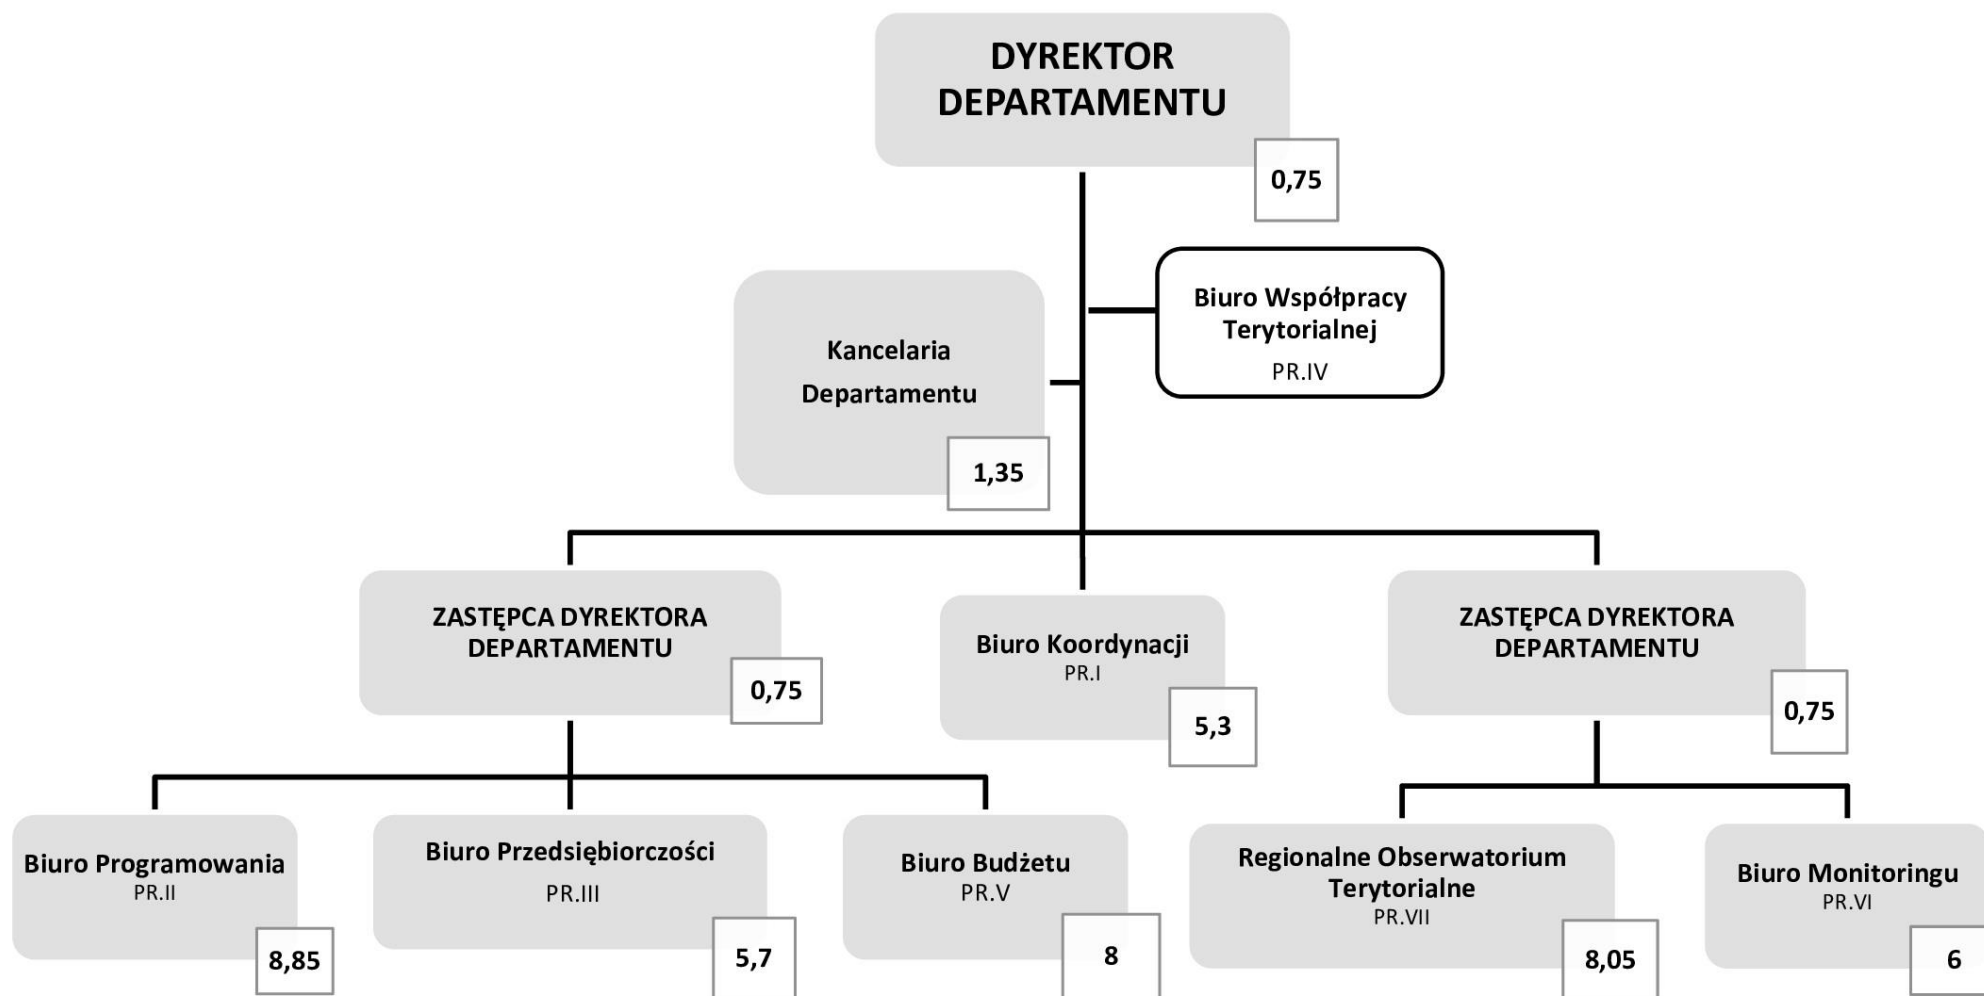 DYREKTOR
DEPARTAMENTU
0,75
Biuro Współpracy
Terytorialnej
PR.IV
Kancelaria
Departamentu
1,35
ZASTĘPCA DYREKTORA
DEPARTAMENTU
0,75
Biuro Koordynacji
PR.I
5,3
ZASTĘPCA DYREKTORA
DEPARTAMENTU
0,75
Biuro Programowania
PR.II
8,85
Biuro Przedsiębiorczości
PR.III
5,7
Biuro Budżetu
PR.V
8
Regionalne Obserwatorium
Terytorialne
PR.VII
8,05
Biuro Monitoringu
PR.VI
6